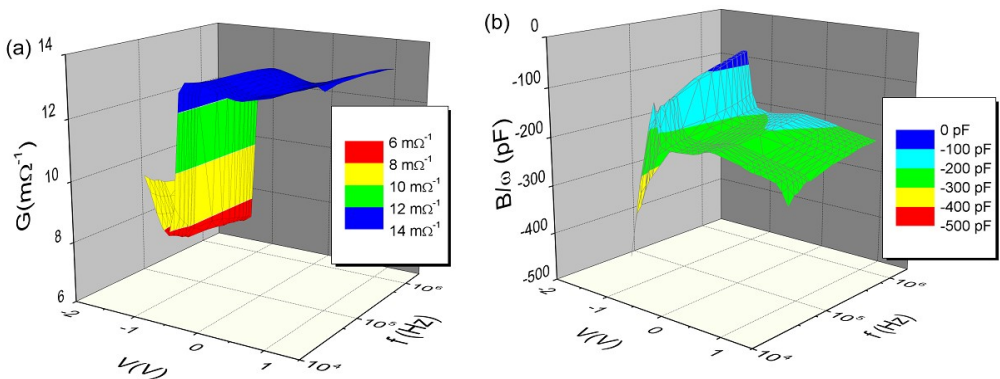 (a)
14
12
10
8
6
G(mΩ⁻¹)
-2
-1
0
1
V(V)
10⁴
10⁵
10⁶
f(Hz)
6 mΩ⁻¹
8 mΩ⁻¹
10 mΩ⁻¹
12 mΩ⁻¹
14 mΩ⁻¹
(b)
0
-100
-200
-300
-400
-500
B/ω (pF)
-2
-1
0
1
V(V)
10⁴
10⁵
10⁶
f(Hz)
0 pF
-100 pF
-200 pF
-300 pF
-400 pF
-500 pF